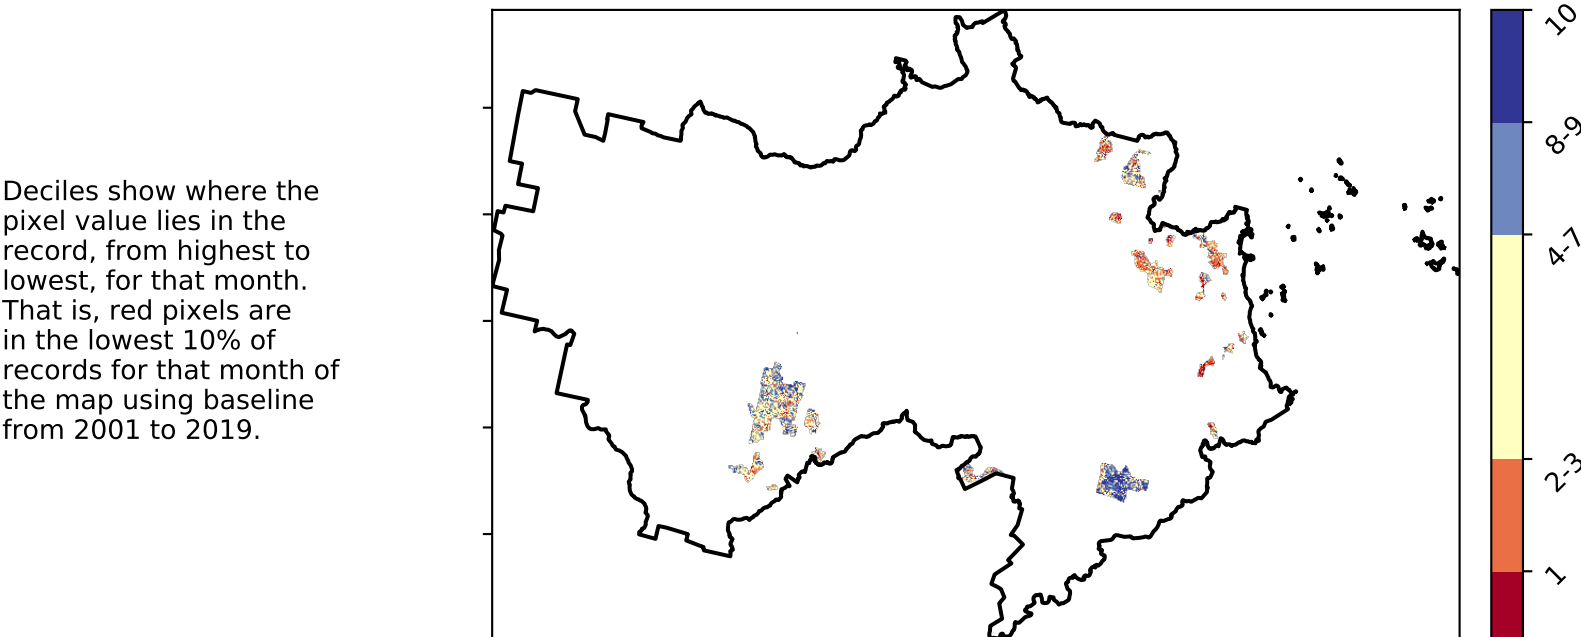 Deciles show where the
pixel value lies in the
record, from highest to
lowest, for that month.
That is, red pixels are
in the lowest 10% of
records for that month of
the map using baseline
from 2001 to 2019.
10
8-9
4-7
2-3
1